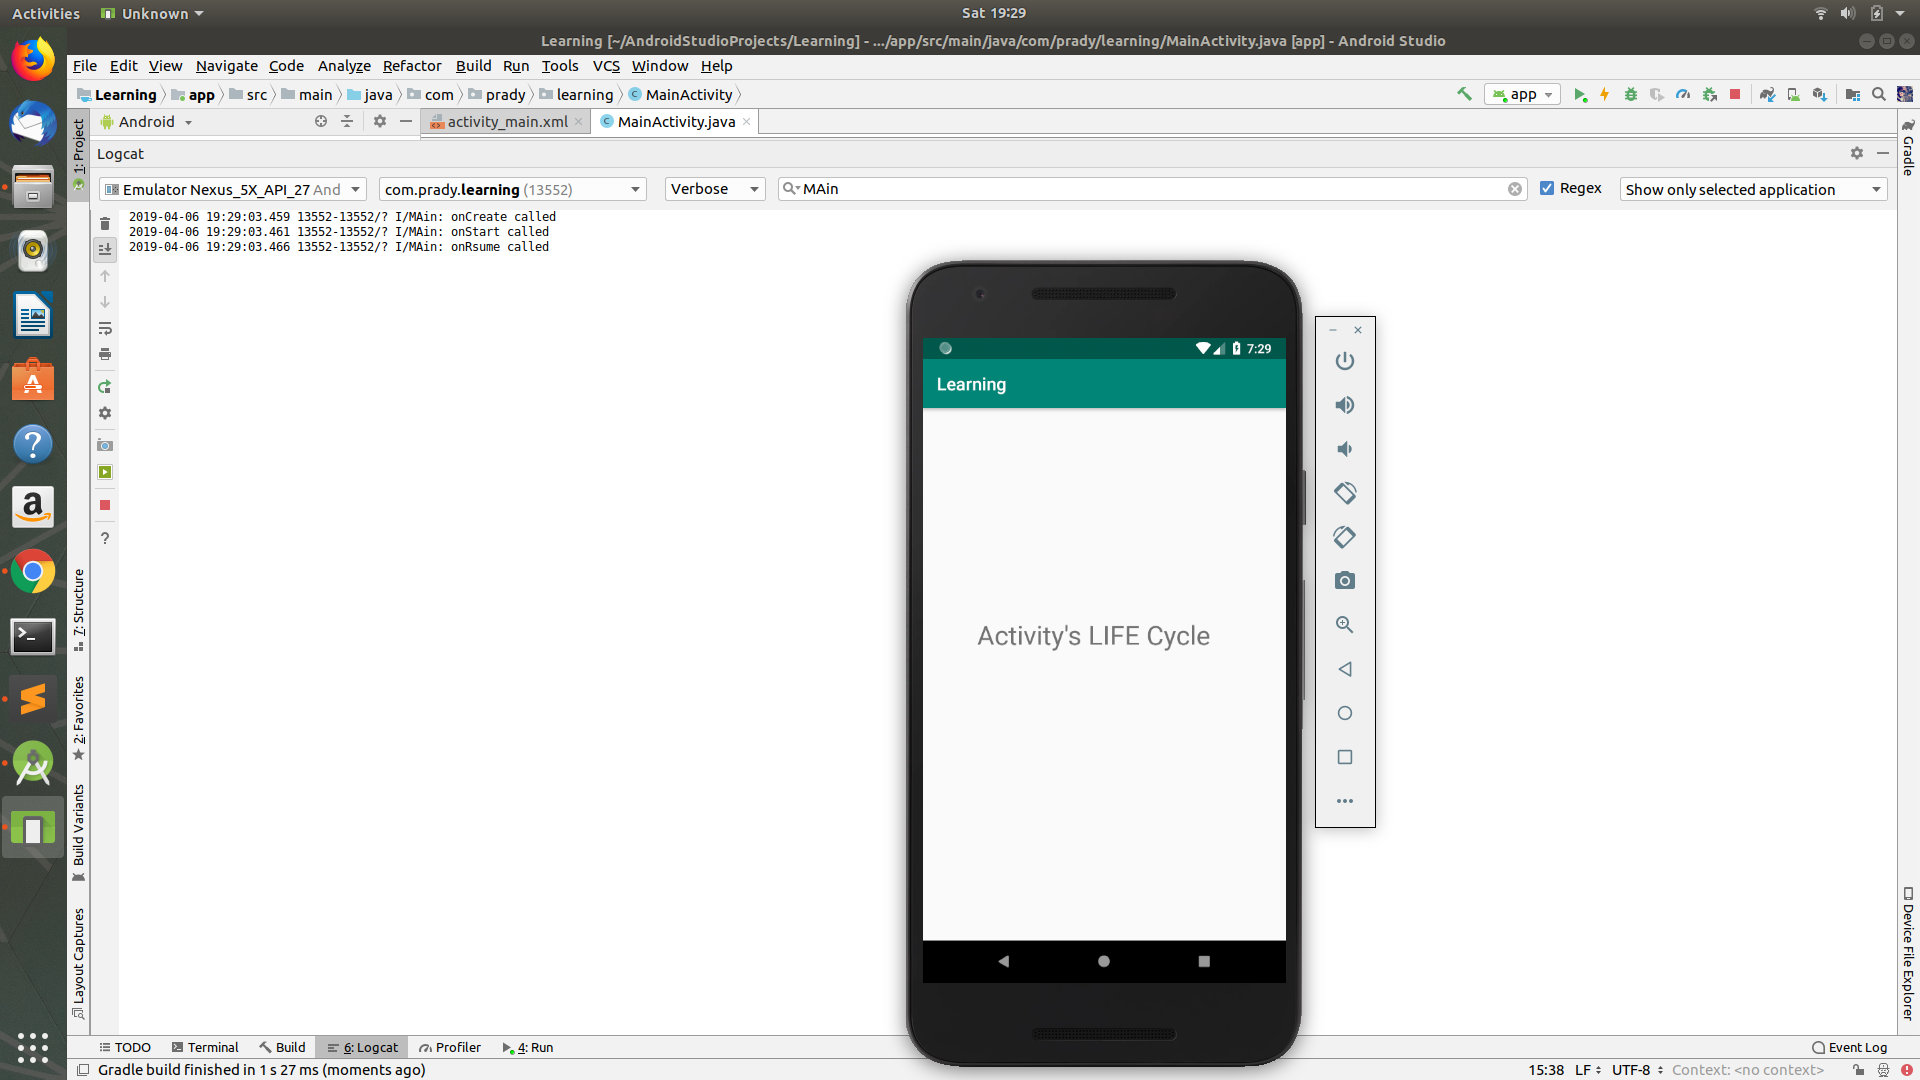 Activities Unknown Sat 19:29
Learning [~/AndroidStudioProjects/Learning] - .../app/src/main/java/com/prady/learning/MainActivity.java [app] - Android Studio
File Edit View Navigate Code Analyze Refactor Build Run Tools VCS Window Help
Learning app src main java com prady learning MainActivity app
Android activity_main.xml MainActivity.java
Logcat
Emulator Nexus_5X_API_27 And com.prady.learning (13552) Verbose MAin Regex Show only selected application
2019-04-06 19:29:03.459 13552-13552/? I/MAin: onCreate called
2019-04-06 19:29:03.461 13552-13552/? I/MAin: onStart called
2019-04-06 19:29:03.466 13552-13552/? I/MAin: onRsume called
7:29
Learning
Activity's LIFE Cycle
1: Project
7: Structure
2: Favorites
Build Variants
Layout Captures
Gradle
Device File Explorer
TODO Terminal Build 6: Logcat Profiler 4: Run Event Log
Gradle build finished in 1 s 27 ms (moments ago) 15:38 LF UTF-8 Context: <no context>